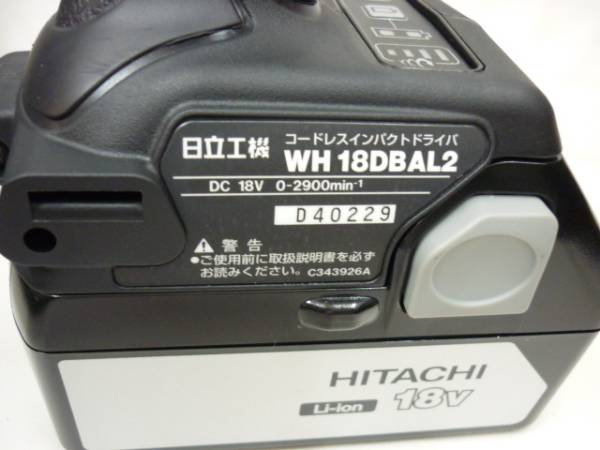 日立工機
コードレスインパクトドライバ
WH 18DBAL2
DC 18V 0-2900min-1
D40229
警告
●ご使用前に取扱説明書を必ず
お読みください。 C343926A
HITACHI
Li-ion 18V